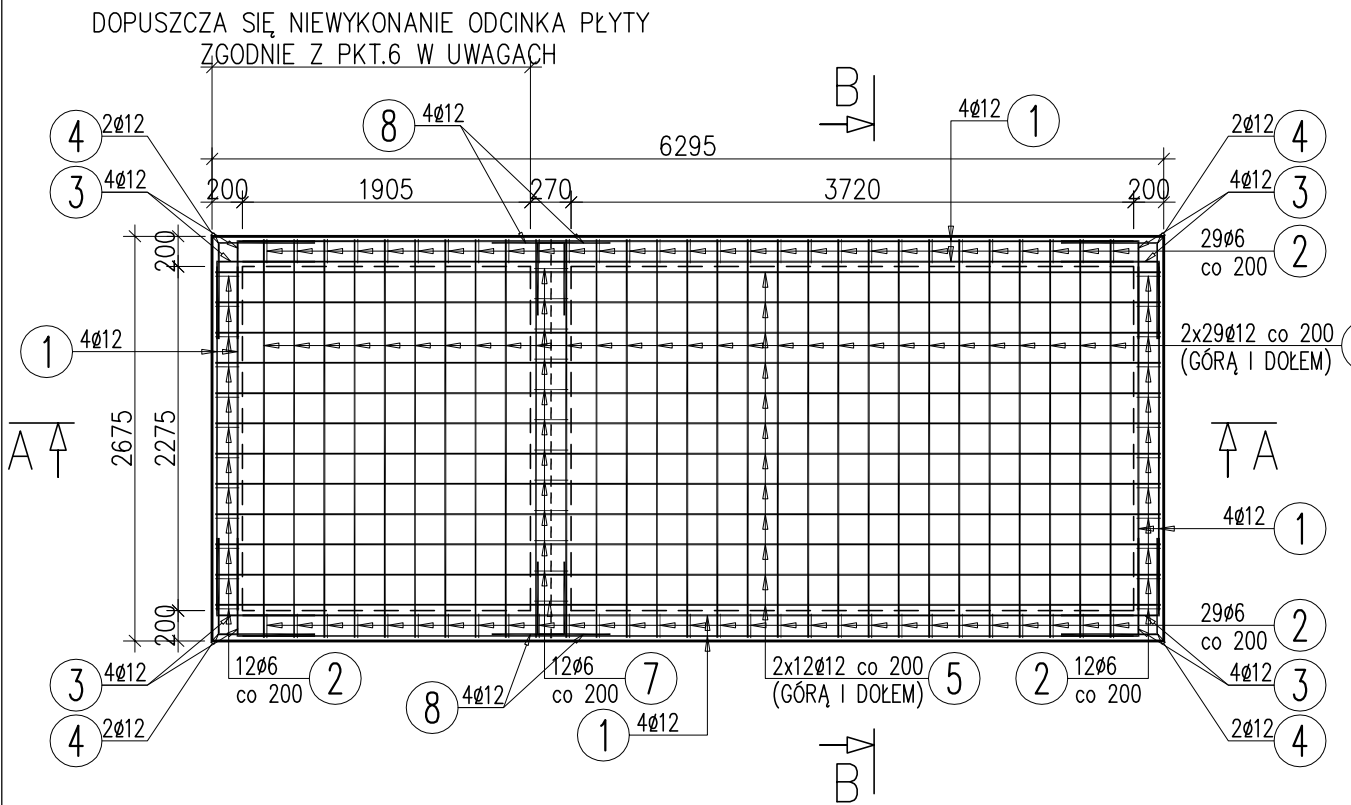 DOPUSZCZA SIĘ NIEWYKONANIE ODCINKA PŁYTY
ZGODNIE Z PKT.6 W UWAGACH
B
4ø12 1
8 4ø12
4 2ø12
2ø12 4
6295
3 4ø12
4ø12 3
200 1905 270 3720 200
29ø6
co 200 2
200
1 4ø12
2x29ø12 co 200
(GÓRĄ I DOŁEM)
2675
2275
A
A
4ø12 1
200
29ø6
co 200 2
3 4ø12
12ø6
co 200 2
12ø6
co 200 7
2x12ø12 co 200
(GÓRĄ I DOŁEM) 5
2 12ø6
co 200
4ø12 3
8 4ø12
1 4ø12
4 2ø12
2ø12 4
B